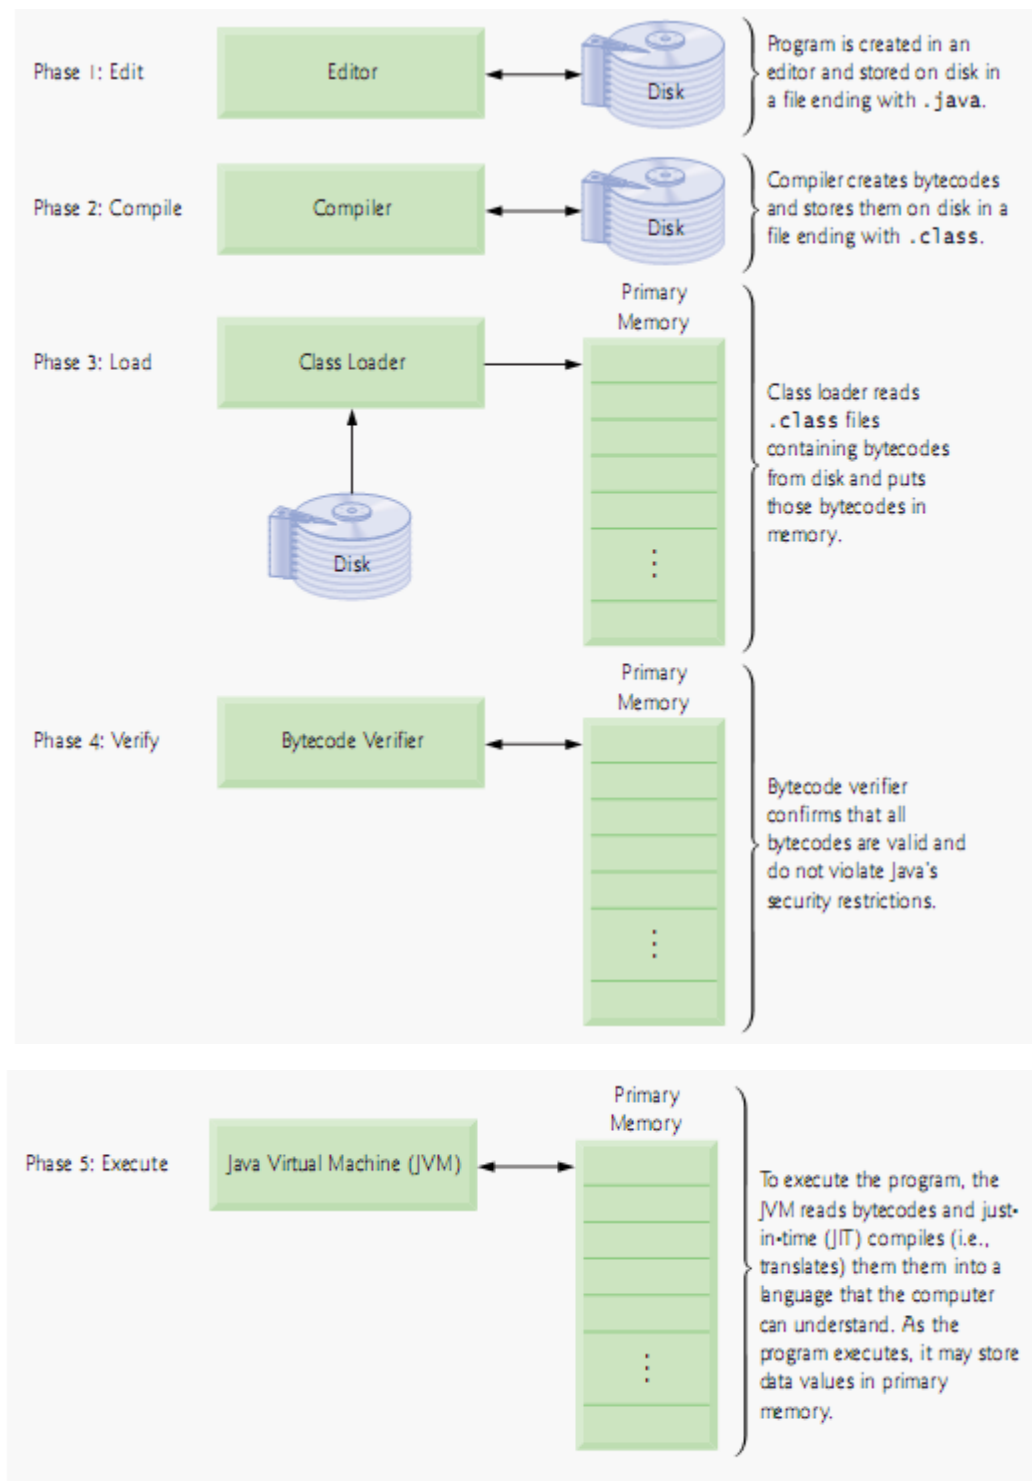 Phase 1: Edit
Editor
Disk
Program is created in an
editor and stored on disk in
a file ending with .java.
Phase 2: Compile
Compiler
Disk
Compiler creates bytecodes
and stores them on disk in a
file ending with .class.
Primary
Memory
Phase 3: Load
Class Loader
Disk
Class loader reads
.class files
containing bytecodes
from disk and puts
those bytecodes in
memory.
Primary
Memory
Phase 4: Verify
Bytecode Verifier
Bytecode verifier
confirms that all
bytecodes are valid and
do not violate Java's
security restrictions.
Primary
Memory
Phase 5: Execute
Java Virtual Machine (JVM)
To execute the program, the
JVM reads bytecodes and just-
in-time (JIT) compiles (i.e.,
translates) them them into a
language that the computer
can understand. As the
program executes, it may store
data values in primary
memory.